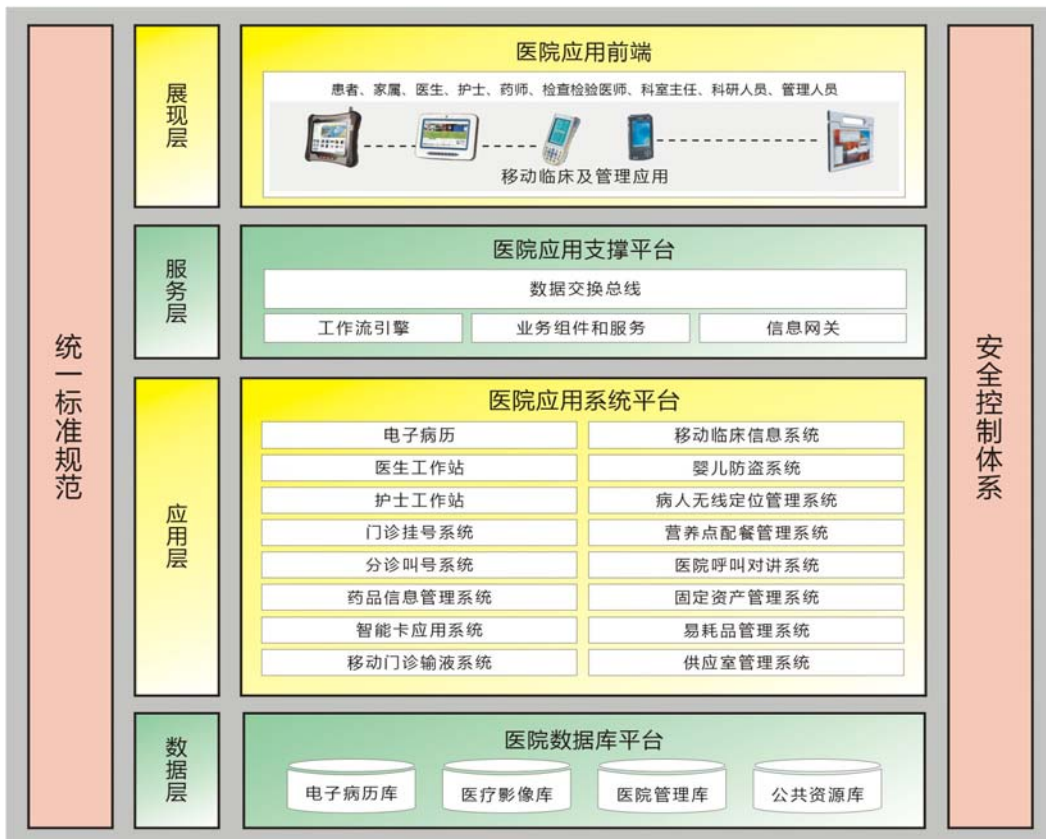 统一标准规范
展现层
医院应用前端
患者、家属、医生、护士、药师、检查检验医师、科室主任、科研人员、管理人员
移动临床及管理应用
服务层
医院应用支撑平台
数据交换总线
工作流引擎
业务组件和服务
信息网关
应用层
医院应用系统平台
电子病历
移动临床信息系统
医生工作站
婴儿防盗系统
护士工作站
病人无线定位管理系统
门诊挂号系统
营养点配餐管理系统
分诊叫号系统
医院呼叫对讲系统
药品信息管理系统
固定资产管理系统
智能卡应用系统
易耗品管理系统
移动门诊输液系统
供应室管理系统
数据层
医院数据库平台
电子病历库
医疗影像库
医院管理库
公共资源库
安全控制体系